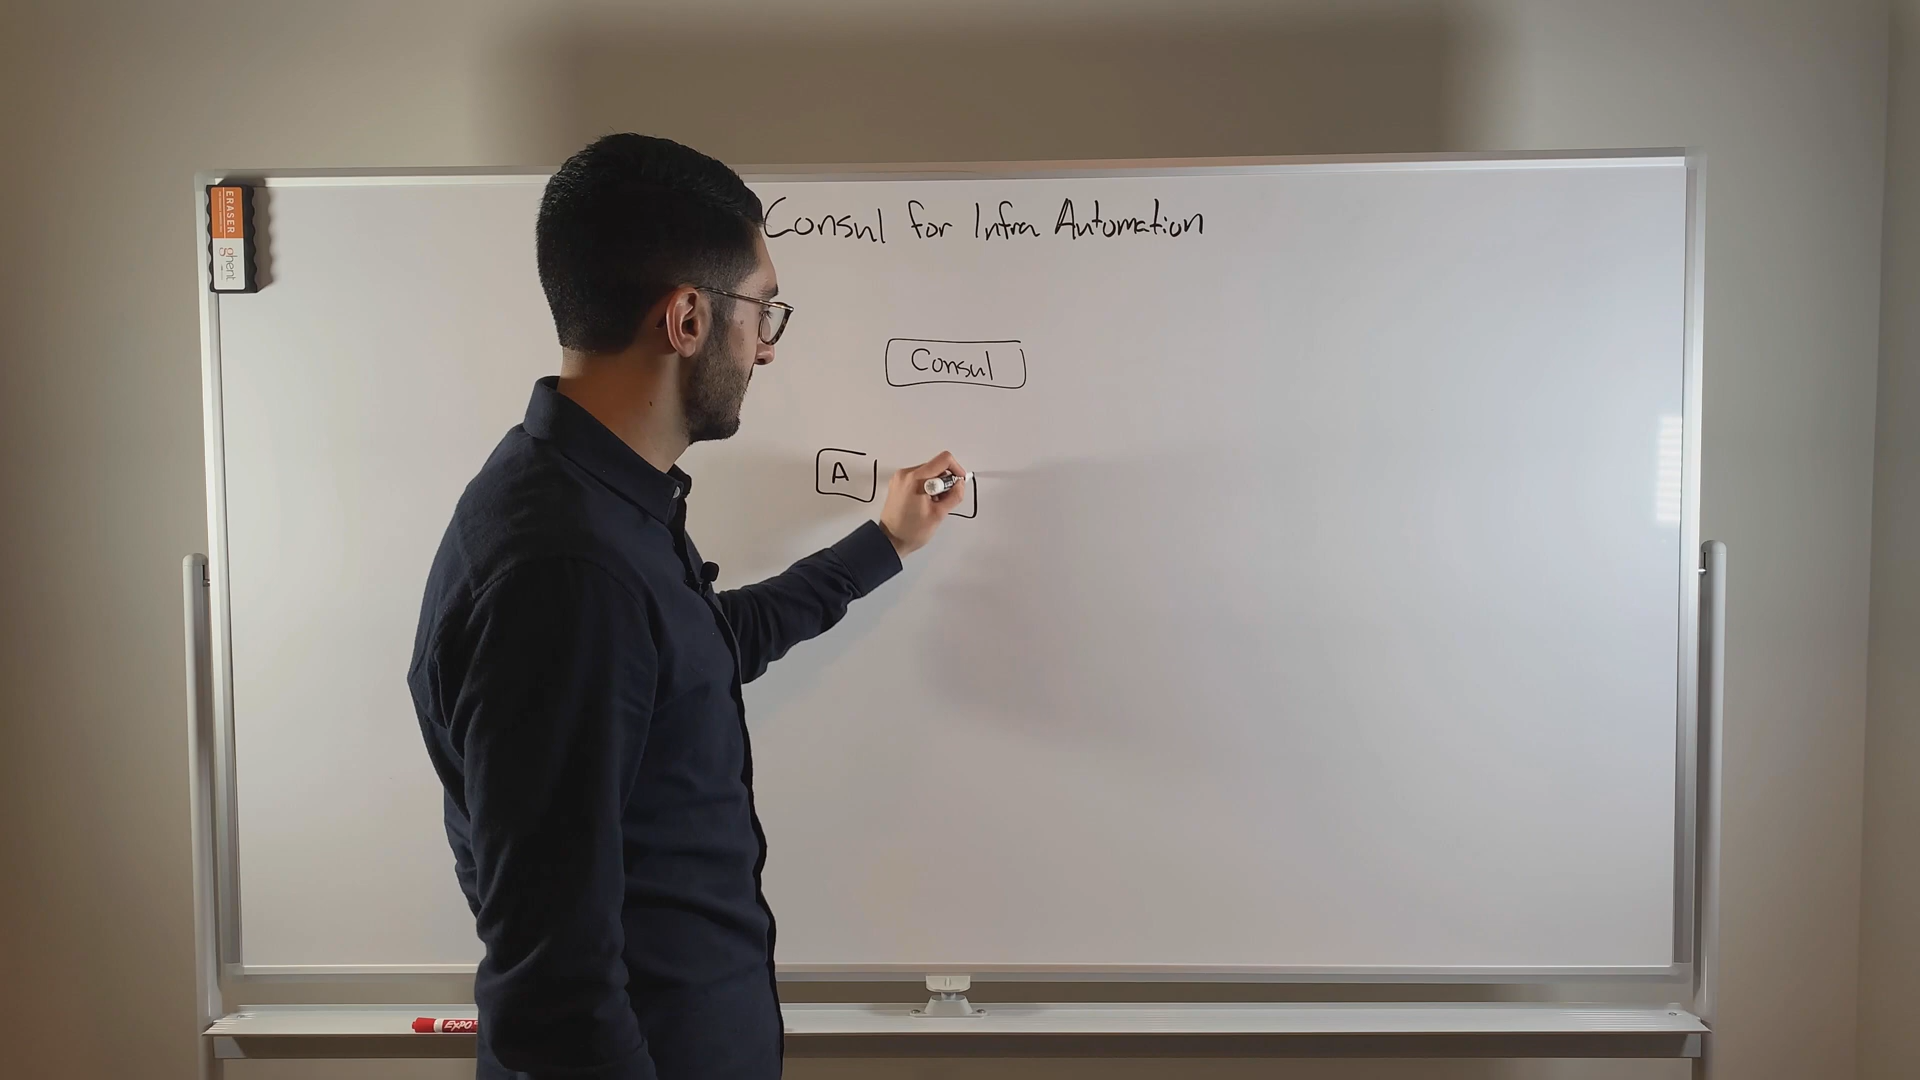 Consul for Infra Automation
Consul
A
ERASER
ghent
EXPO